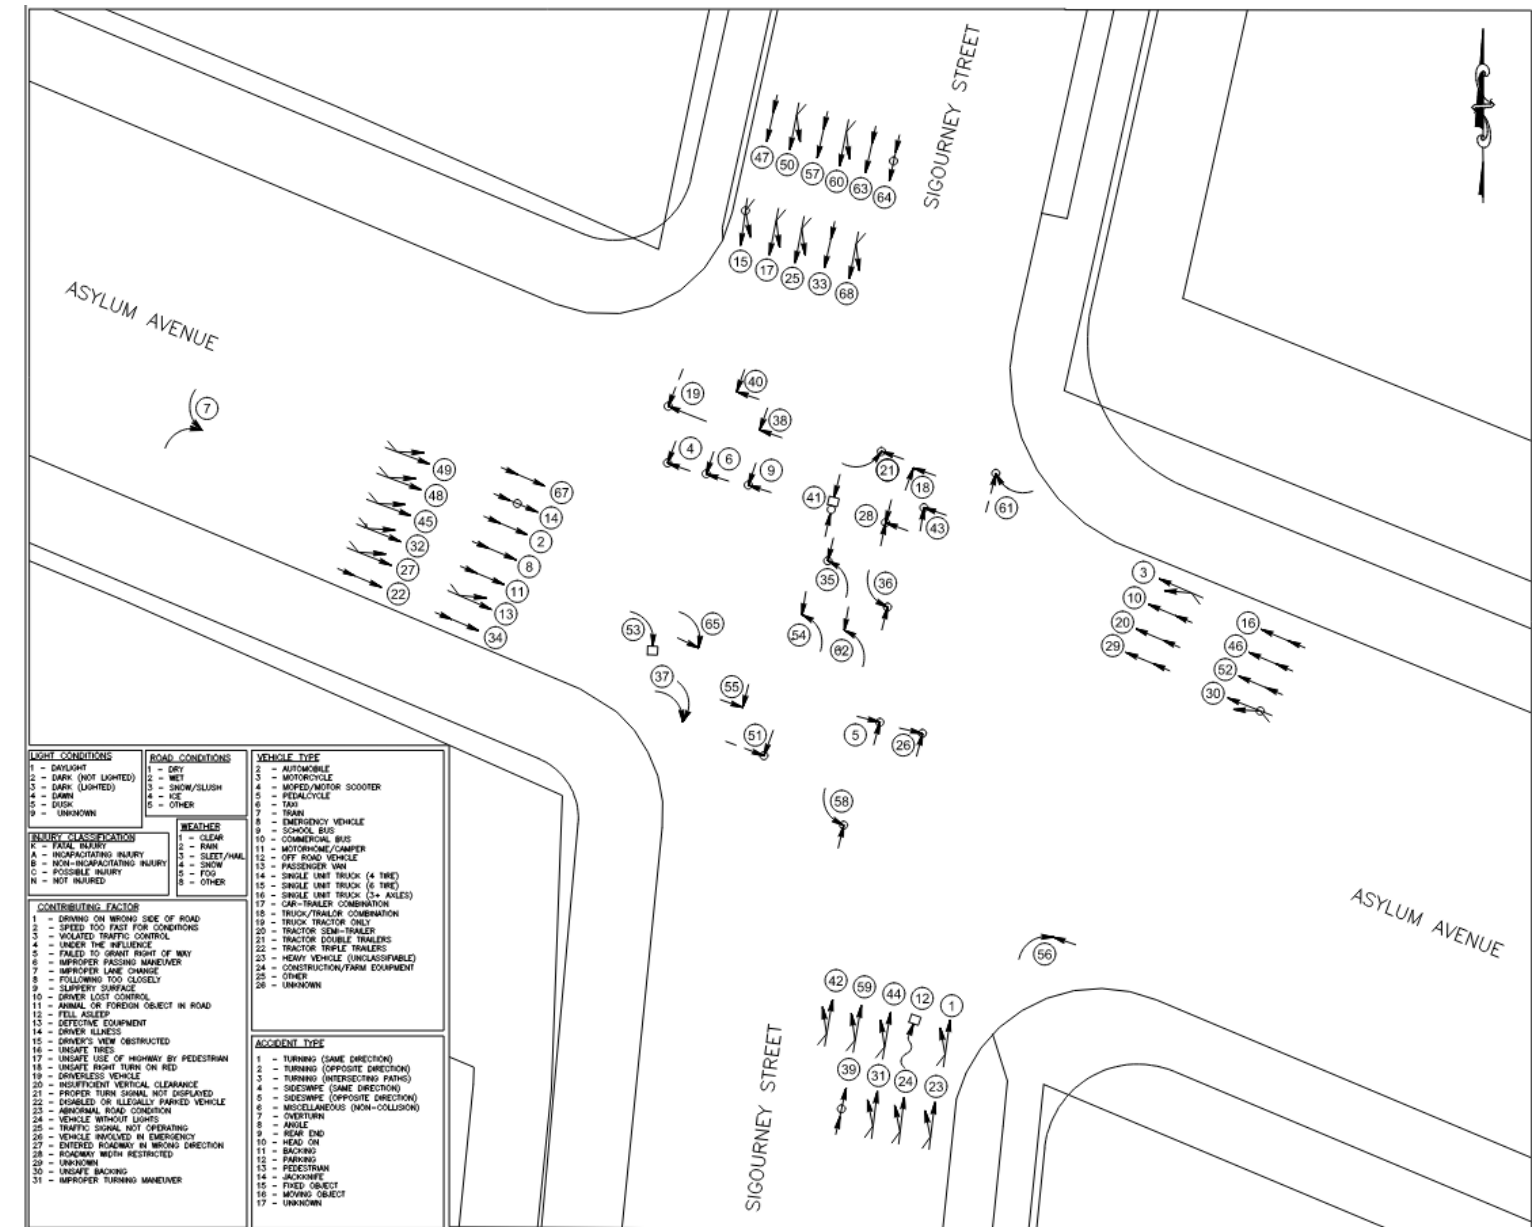 SIGOURNEY STREET
47
50
57
60
63
64
15
17
25
33
68
ASYLUM AVENUE
7
19
40
38
4
6
9
21
18
41
28
43
61
49
48
45
32
27
22
67
14
2
8
11
13
34
35
36
54
62
53
65
37
55
51
5
26
58
3
10
20
29
16
46
52
30
ASYLUM AVENUE
56
42
59
44
12
1
39
31
24
23
SIGOURNEY STREET
LIGHT CONDITIONS
1 - DAYLIGHT
2 - DARK (NOT LIGHTED)
3 - DARK (LIGHTED)
4 - DAWN
5 - DUSK
9 - UNKNOWN
ROAD CONDITIONS
1 - DRY
2 - WET
3 - SNOW/SLUSH
4 - ICE
5 - OTHER
INJURY CLASSIFICATION
K - FATAL INJURY
A - INCAPACITATING INJURY
B - NON-INCAPACITATING INJURY
C - POSSIBLE INJURY
N - NOT INJURED
WEATHER
1 - CLEAR
2 - RAIN
3 - SLEET/HAIL
4 - SNOW
5 - FOG
8 - OTHER
CONTRIBUTING FACTOR
1 - DRIVING ON WRONG SIDE OF ROAD
2 - SPEED TOO FAST FOR CONDITIONS
3 - VIOLATED TRAFFIC CONTROL
4 - UNDER THE INFLUENCE
5 - FAILED TO GRANT RIGHT OF WAY
6 - IMPROPER PASSING MANEUVER
7 - IMPROPER LANE CHANGE
8 - FOLLOWING TOO CLOSELY
9 - SLIPPERY SURFACE
10 - DRIVER LOST CONTROL
11 - ANIMAL OR FOREIGN OBJECT IN ROAD
12 - FELL ASLEEP
13 - DEFECTIVE EQUIPMENT
14 - DRIVER ILLNESS
15 - DRIVER'S VIEW OBSTRUCTED
16 - UNSAFE TIRES
17 - UNSAFE USE OF HIGHWAY BY PEDESTRIAN
18 - UNSAFE RIGHT TURN ON RED
19 - DRIVERLESS VEHICLE
20 - INSUFFICIENT VERTICAL CLEARANCE
21 - PROPER TURN SIGNAL NOT DISPLAYED
22 - DISABLED OR ILLEGALLY PARKED VEHICLE
23 - ABNORMAL ROAD CONDITION
24 - VEHICLE WITHOUT LIGHTS
25 - TRAFFIC SIGNAL NOT OPERATING
26 - VEHICLE INVOLVED IN EMERGENCY
27 - ENTERED ROADWAY IN WRONG DIRECTION
28 - ROADWAY WIDTH RESTRICTED
29 - UNKNOWN
30 - UNSAFE BACKING
31 - IMPROPER TURNING MANEUVER
VEHICLE TYPE
2 - AUTOMOBILE
3 - MOTORCYCLE
4 - MOPED/MOTOR SCOOTER
5 - PEDALCYCLE
6 - TAXI
7 - TRAIN
8 - EMERGENCY VEHICLE
9 - SCHOOL BUS
10 - COMMERCIAL BUS
11 - MOTORHOME/CAMPER
12 - OFF ROAD VEHICLE
13 - PASSENGER VAN
14 - SINGLE UNIT TRUCK (4 TIRE)
15 - SINGLE UNIT TRUCK (6 TIRE)
16 - SINGLE UNIT TRUCK (3+ AXLES)
17 - CAR-TRAILER COMBINATION
18 - TRUCK/TRAILOR COMBINATION
19 - TRUCK TRACTOR ONLY
20 - TRACTOR SEMI-TRAILER
21 - TRACTOR DOUBLE TRAILERS
22 - TRACTOR TRIPLE TRAILERS
23 - HEAVY VEHICLE (UNCLASSIFIABLE)
24 - CONSTRUCTION/FARM EQUIPMENT
25 - OTHER
26 - UNKNOWN
ACCIDENT TYPE
1 - TURNING (SAME DIRECTION)
2 - TURNING (OPPOSITE DIRECTION)
3 - TURNING (INTERSECTING PATHS)
4 - SIDESWIPE (SAME DIRECTION)
5 - SIDESWIPE (OPPOSITE DIRECTION)
6 - MISCELLANEOUS (NON-COLLISION)
7 - OVERTURN
8 - ANGLE
9 - REAR END
10 - HEAD ON
11 - BACKING
12 - PARKING
13 - PEDESTRIAN
14 - JACKKNIFE
15 - FIXED OBJECT
16 - MOVING OBJECT
17 - UNKNOWN